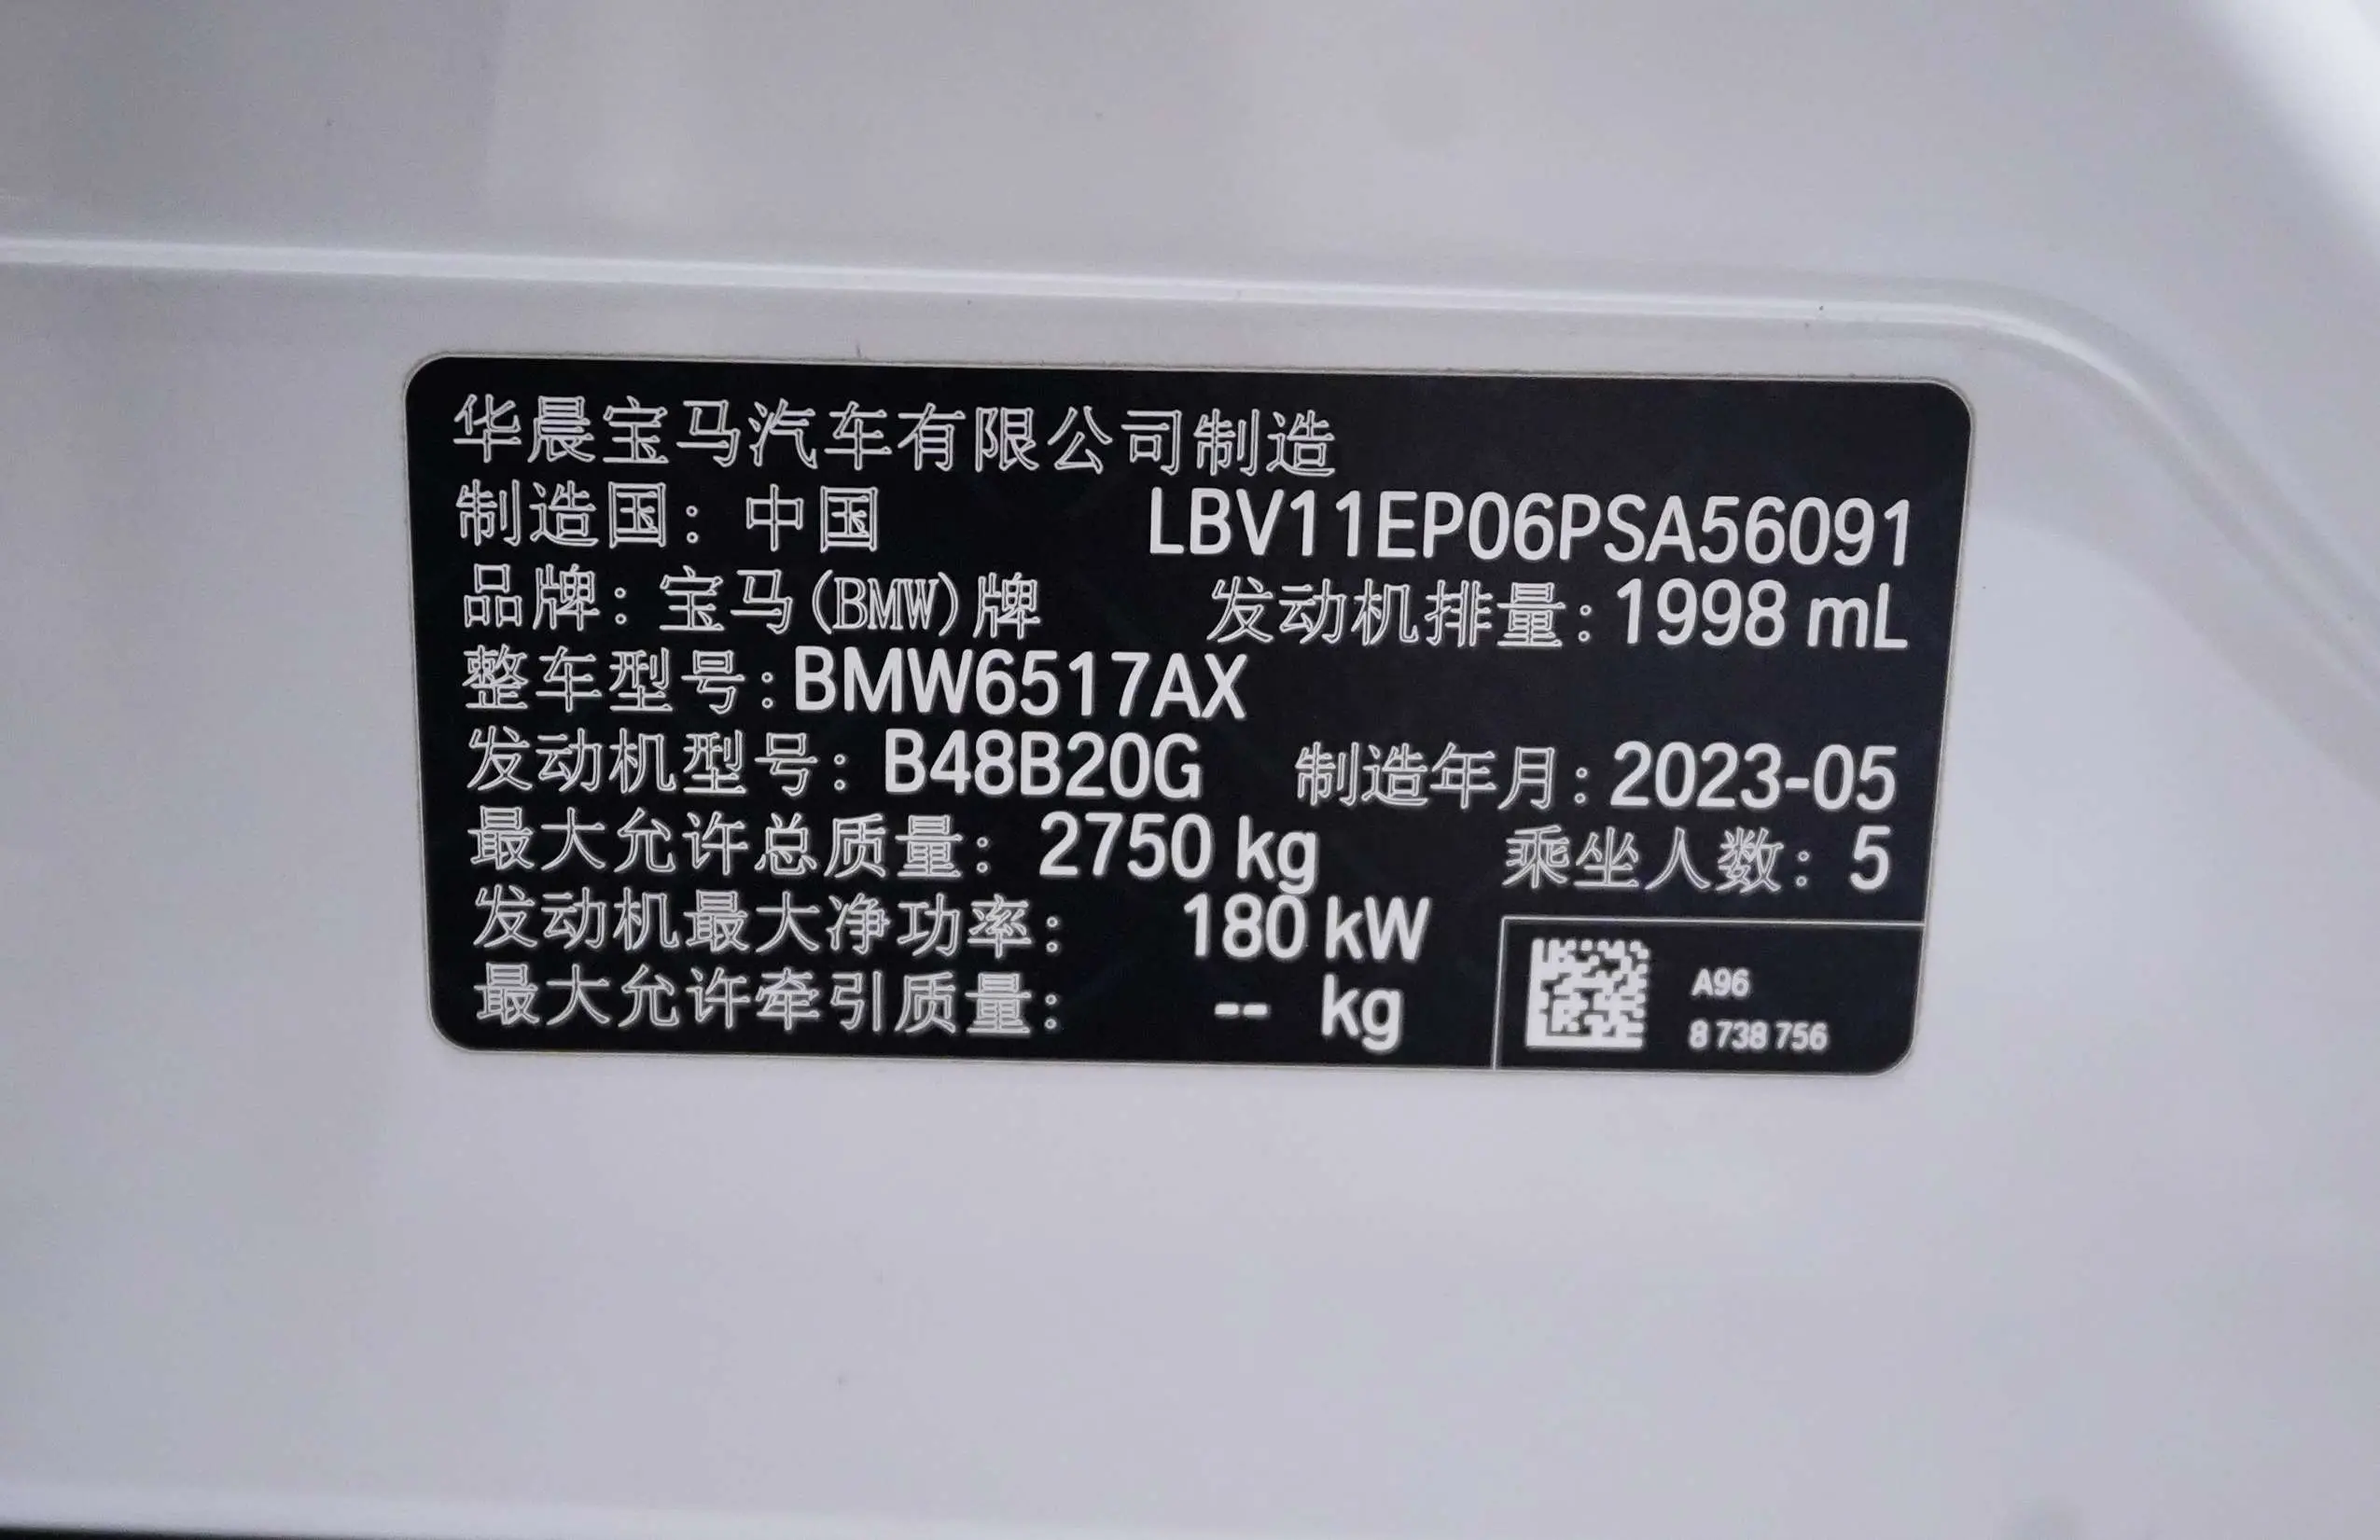 华晨宝马汽车有限公司制造
制造国：中国 LBV11EP06PSA56091
品牌：宝马(BMW)牌 发动机排量:1998 mL
整车型号:BMW6517AX
发动机型号：B48B20G 制造年月:2023-05
最大允许总质量：2750 kg 乘坐人数：5
发动机最大净功率： 180 kW
最大允许牵引质量： -- kg
A96
8 738 756